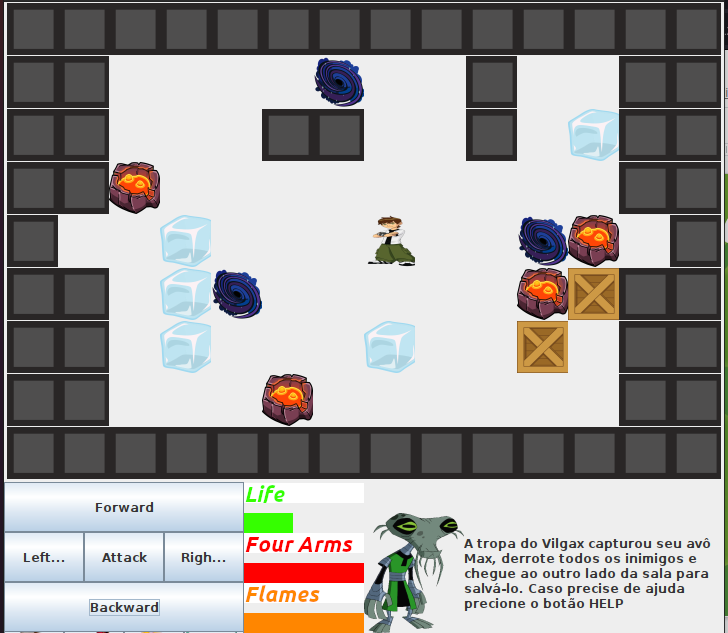 Forward
Left...
Attack
Righ...
Backward
Life
Four Arms
Flames
A tropa do Vilgax capturou seu avô
Max, derrote todos os inimigos e
chegue ao outro lado da sala para
salvá-lo. Caso precise de ajuda
precione o botão HELP